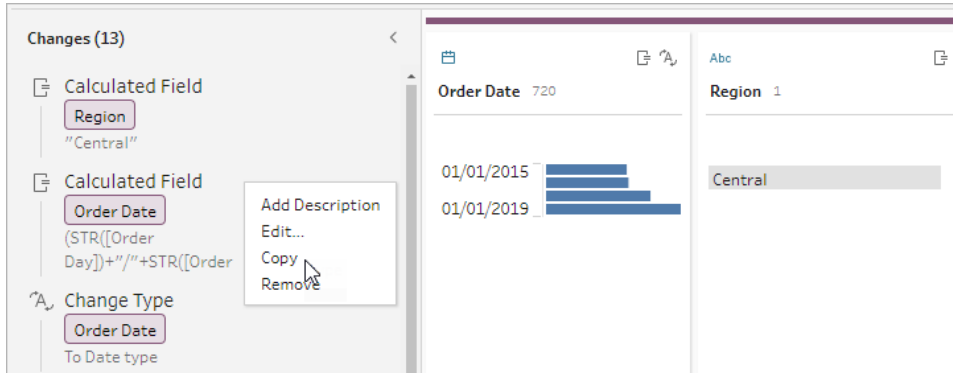 Changes (13)
Calculated Field
Region
"Central"
Calculated Field
Order Date
(STR([Order
Day])+"/"+STR([Order
Change Type
Order Date
To Date type
Add Description
Edit...
Copy
Remove
Order Date 720
01/01/2015
01/01/2019
Abc
Region 1
Central